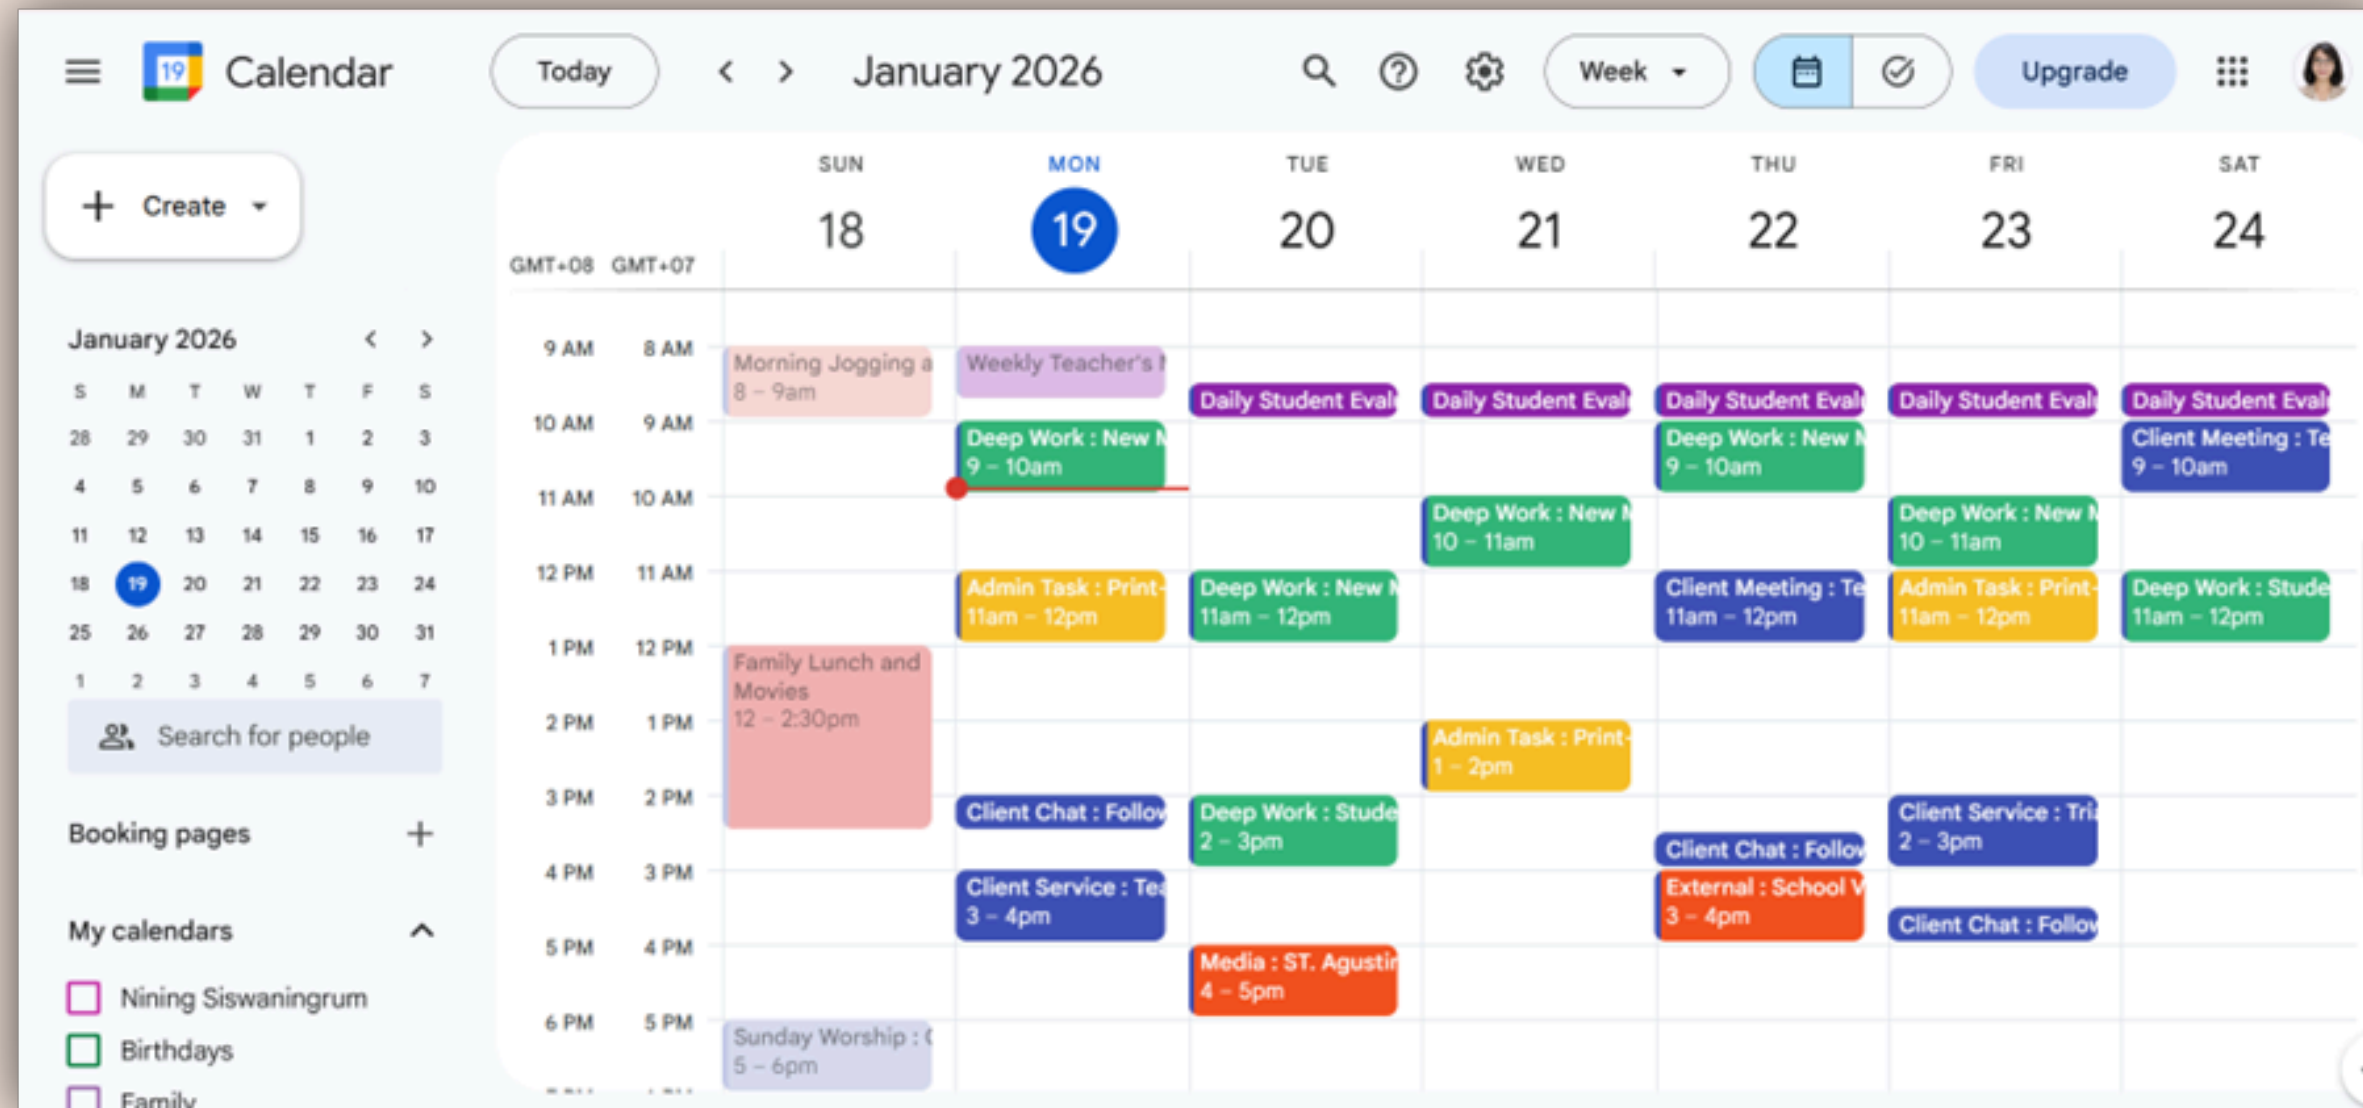 19 Calendar Today January 2026 Week Upgrade
Create
January 2026
S M T W T F S
28 29 30 31 1 2 3
4 5 6 7 8 9 10
11 12 13 14 15 16 17
18 19 20 21 22 23 24
25 26 27 28 29 30 31
1 2 3 4 5 6 7
Search for people
Booking pages
My calendars
Nining Siswaningrum
Birthdays
Family
SUN MON TUE WED THU FRI SAT
18 19 20 21 22 23 24
GMT+08 GMT+07
9 AM 8 AM
10 AM 9 AM
11 AM 10 AM
12 PM 11 AM
1 PM 12 PM
2 PM 1 PM
3 PM 2 PM
4 PM 3 PM
5 PM 4 PM
6 PM 5 PM
Morning Jogging a
8 – 9am
Family Lunch and
Movies
12 – 2:30pm
Sunday Worship :
5 – 6pm
Weekly Teacher's
Deep Work : New
9 – 10am
Admin Task : Print-
11am – 12pm
Client Chat : Follow
Client Service : Tea
3 – 4pm
Daily Student Evalu
Deep Work : New
11am – 12pm
Deep Work : Stude
2 – 3pm
Media : ST. Agustin
4 – 5pm
Daily Student Evalu
Deep Work : New
10 – 11am
Admin Task : Print-
1 – 2pm
Daily Student Evalu
Deep Work : New
9 – 10am
Client Meeting : Te
11am – 12pm
Client Chat : Follow
External : School V
3 – 4pm
Daily Student Evalu
Deep Work : New
10 – 11am
Admin Task : Print-
11am – 12pm
Client Service : Tria
2 – 3pm
Client Chat : Follow
Daily Student Evalu
Client Meeting : Te
9 – 10am
Deep Work : Stude
11am – 12pm